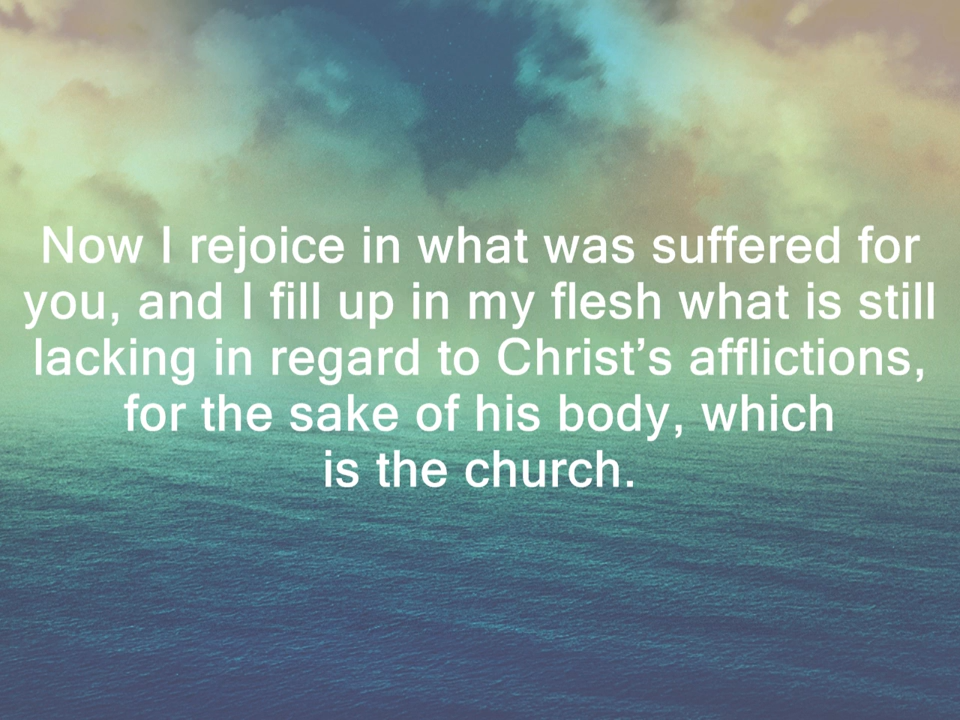 Now I rejoice in what was suffered for
you, and I fill up in my flesh what is still
lacking in regard to Christ’s afflictions,
for the sake of his body, which
is the church.